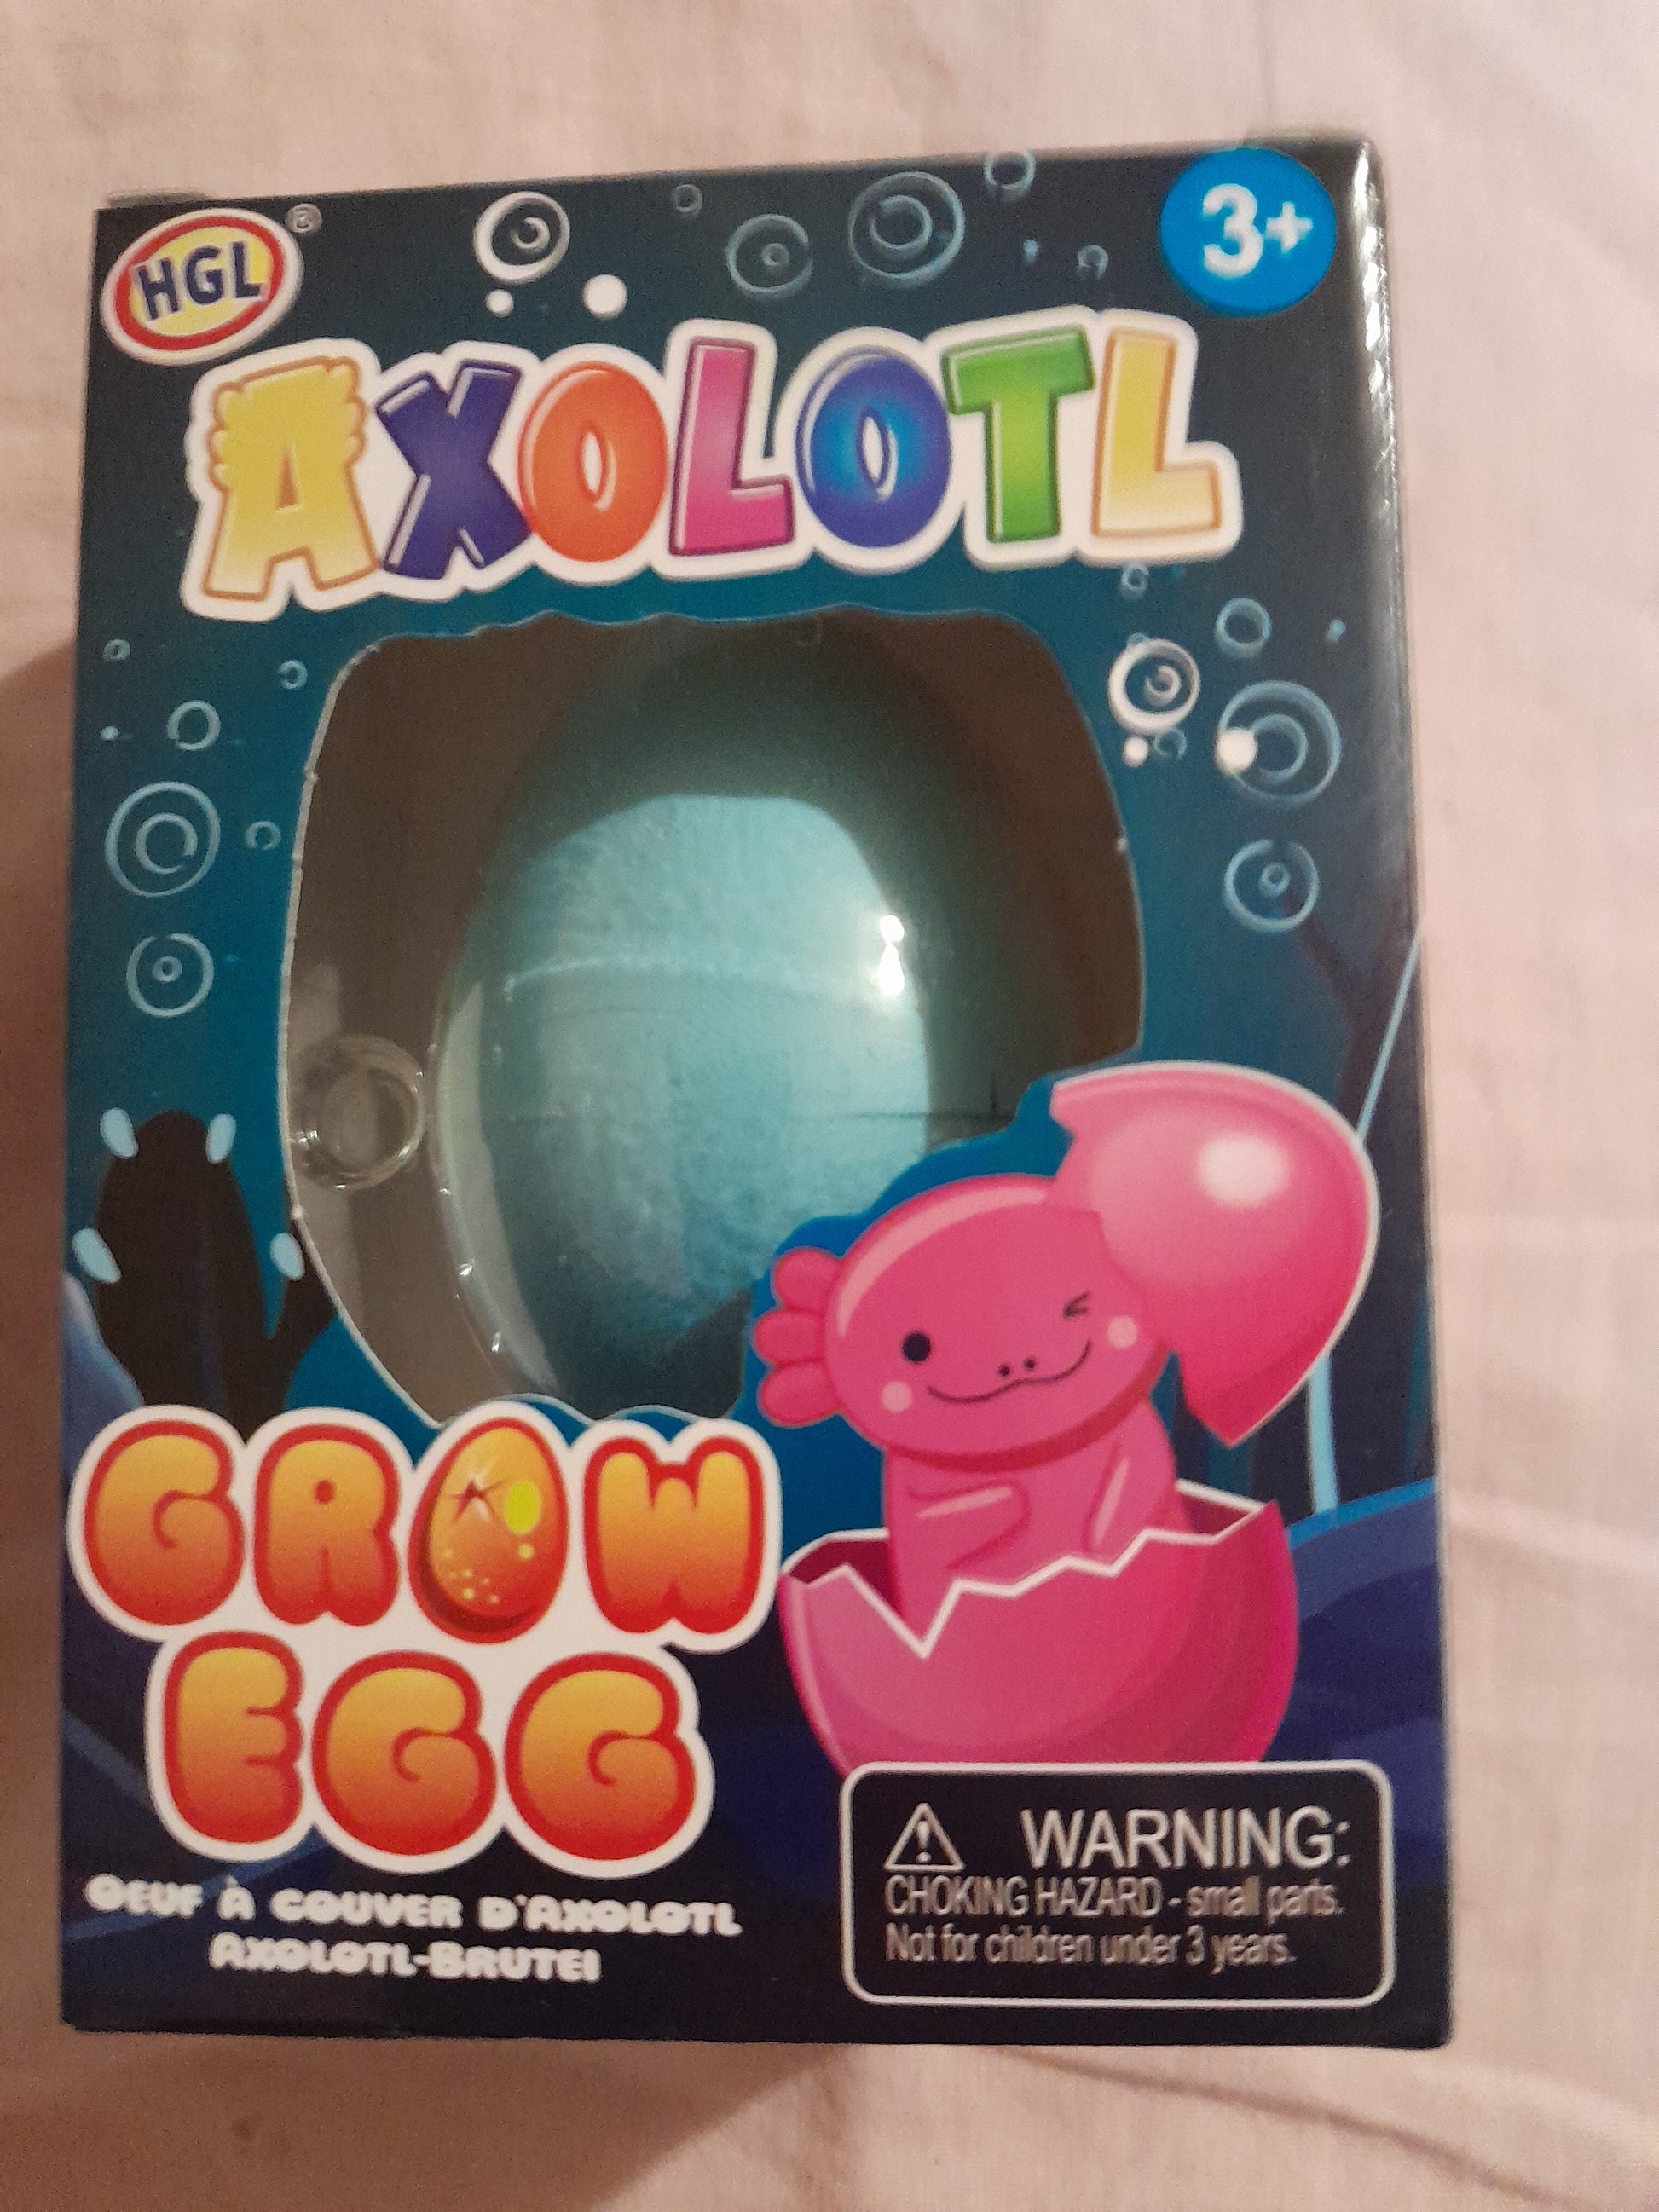 HGL®
3+
AXOLOTL
GROW
EGG
OEUF À COUVER D'AXOLOTL
AXOLOTL-BRUTEI
WARNING:
CHOKING HAZARD - small parts.
Not for children under 3 years.